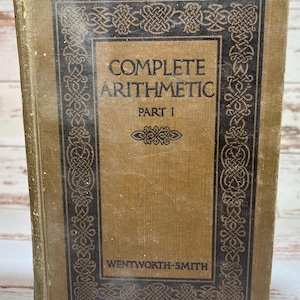 COMPLETE
ARITHMETIC
PART I
WENTWORTH-SMITH